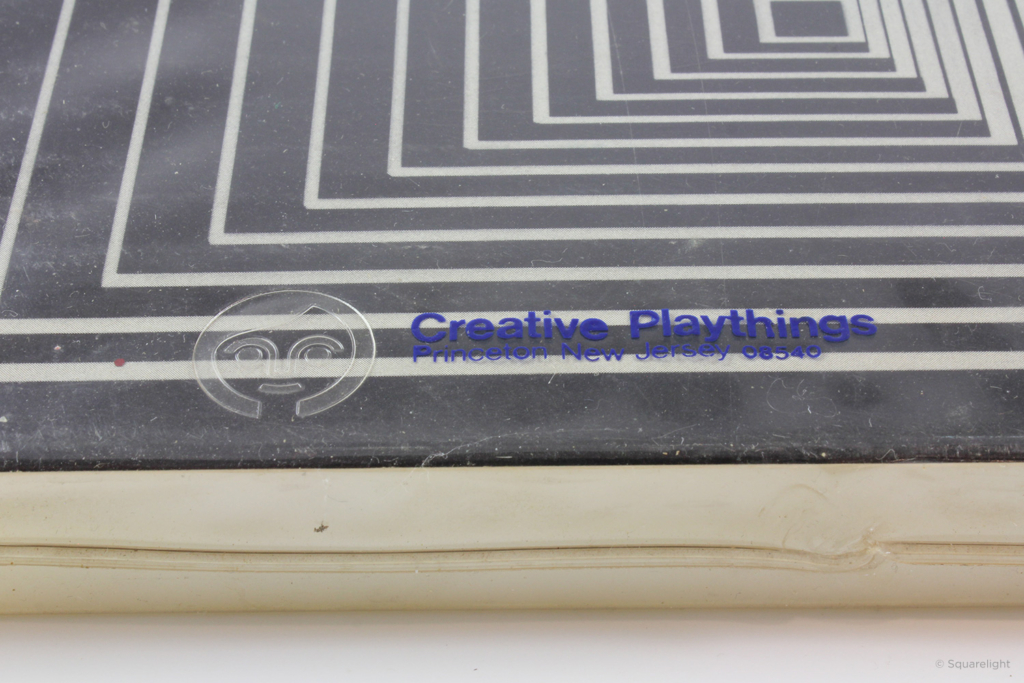 Creative Playthings
Princeton New Jersey 08540
© Squarelight